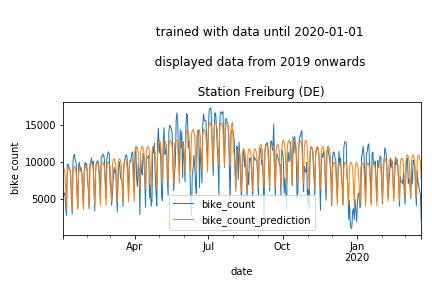 trained with data until 2020-01-01
displayed data from 2019 onwards
Station Freiburg (DE)
15000
10000
5000
bike count
bike_count
bike_count_prediction
Apr
Jul
Oct
Jan
2020
date